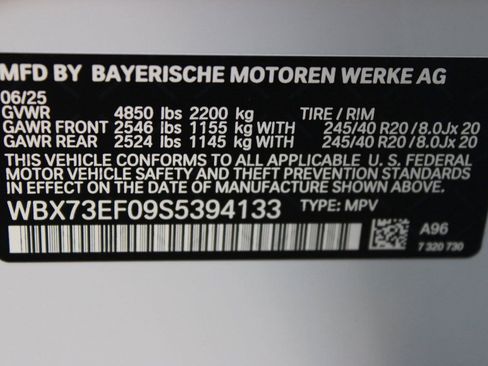 MFD BY BAYERISCHE MOTOREN WERKE AG
06/25
GVWR 4850 lbs 2200 kg TIRE / RIM
GAWR FRONT 2546 lbs 1155 kg WITH 245/40 R20 / 8.0Jx 20
GAWR REAR 2524 lbs 1145 kg WITH 245/40 R20 / 8.0Jx 20
THIS VEHICLE CONFORMS TO ALL APPLICABLE U. S. FEDERAL
MOTOR VEHICLE SAFETY AND THEFT PREVENTION STANDARDS
IN EFFECT ON THE DATE OF MANUFACTURE SHOWN ABOVE.
WBX73EF09S5394133 TYPE: MPV
A96
7 320 730